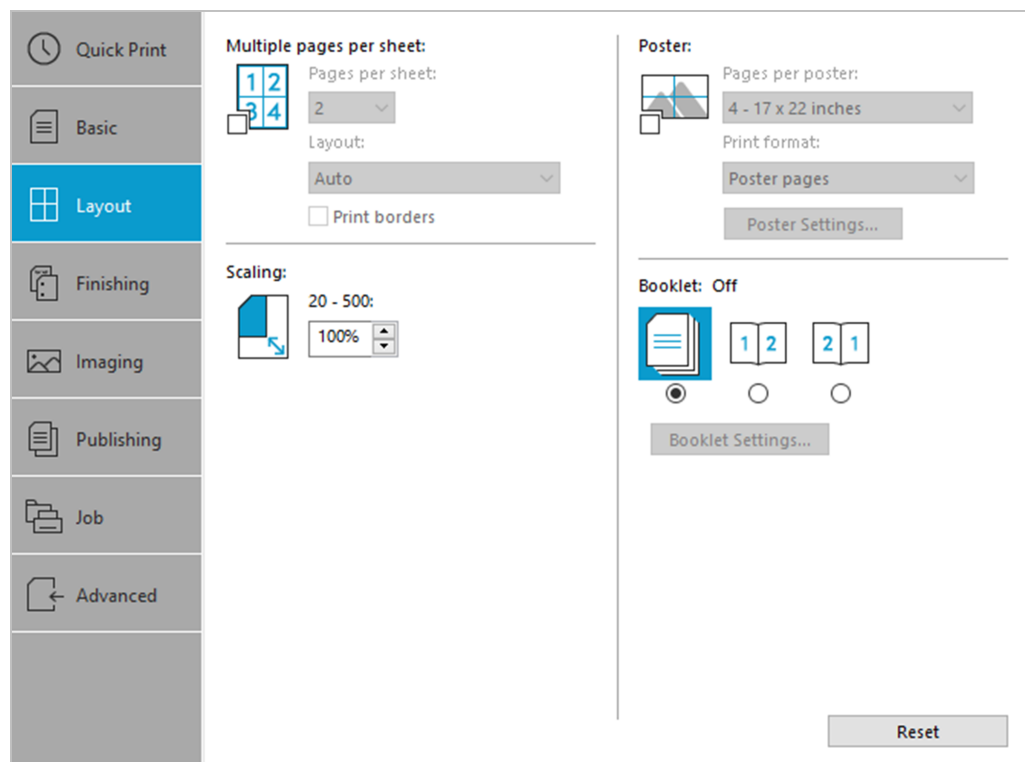 Quick Print
Basic
Layout
Finishing
Imaging
Publishing
Job
Advanced
Multiple pages per sheet:
1 2
3 4
Pages per sheet:
2
Layout:
Auto
Print borders
Scaling:
20 - 500:
100%
Poster:
Pages per poster:
4 - 17 x 22 inches
Print format:
Poster pages
Poster Settings...
Booklet: Off
1 2
2 1
Booklet Settings...
Reset